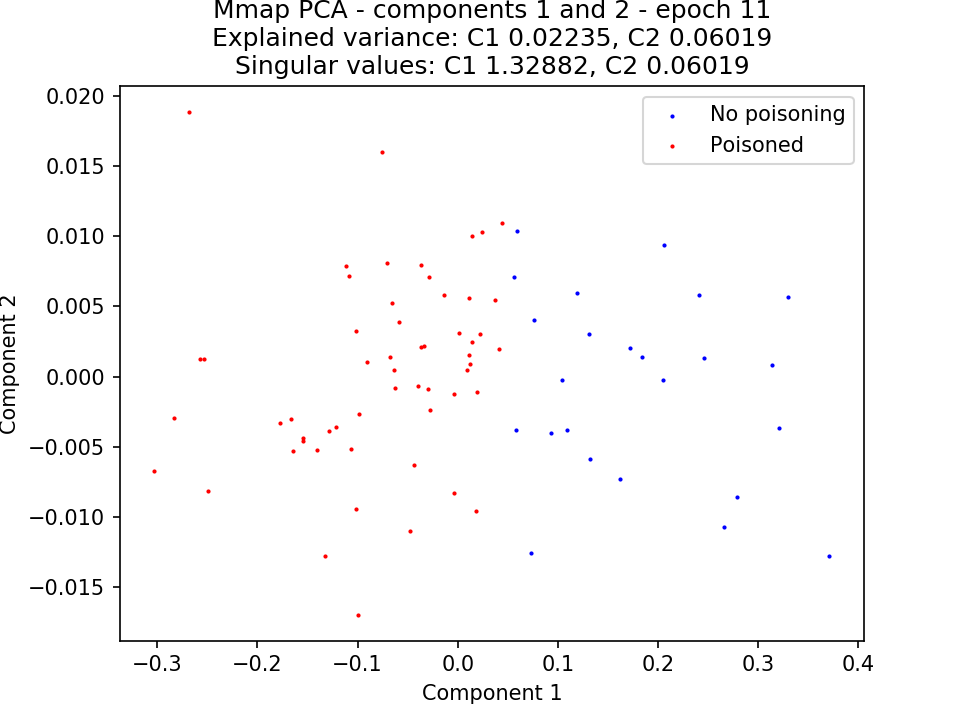 Mmap PCA - components 1 and 2 - epoch 11
Explained variance: C1 0.02235, C2 0.06019
Singular values: C1 1.32882, C2 0.06019
No poisoning
Poisoned
0.020
0.015
0.010
0.005
0.000
−0.005
−0.010
−0.015
Component 2
−0.3
−0.2
−0.1
0.0
0.1
0.2
0.3
0.4
Component 1